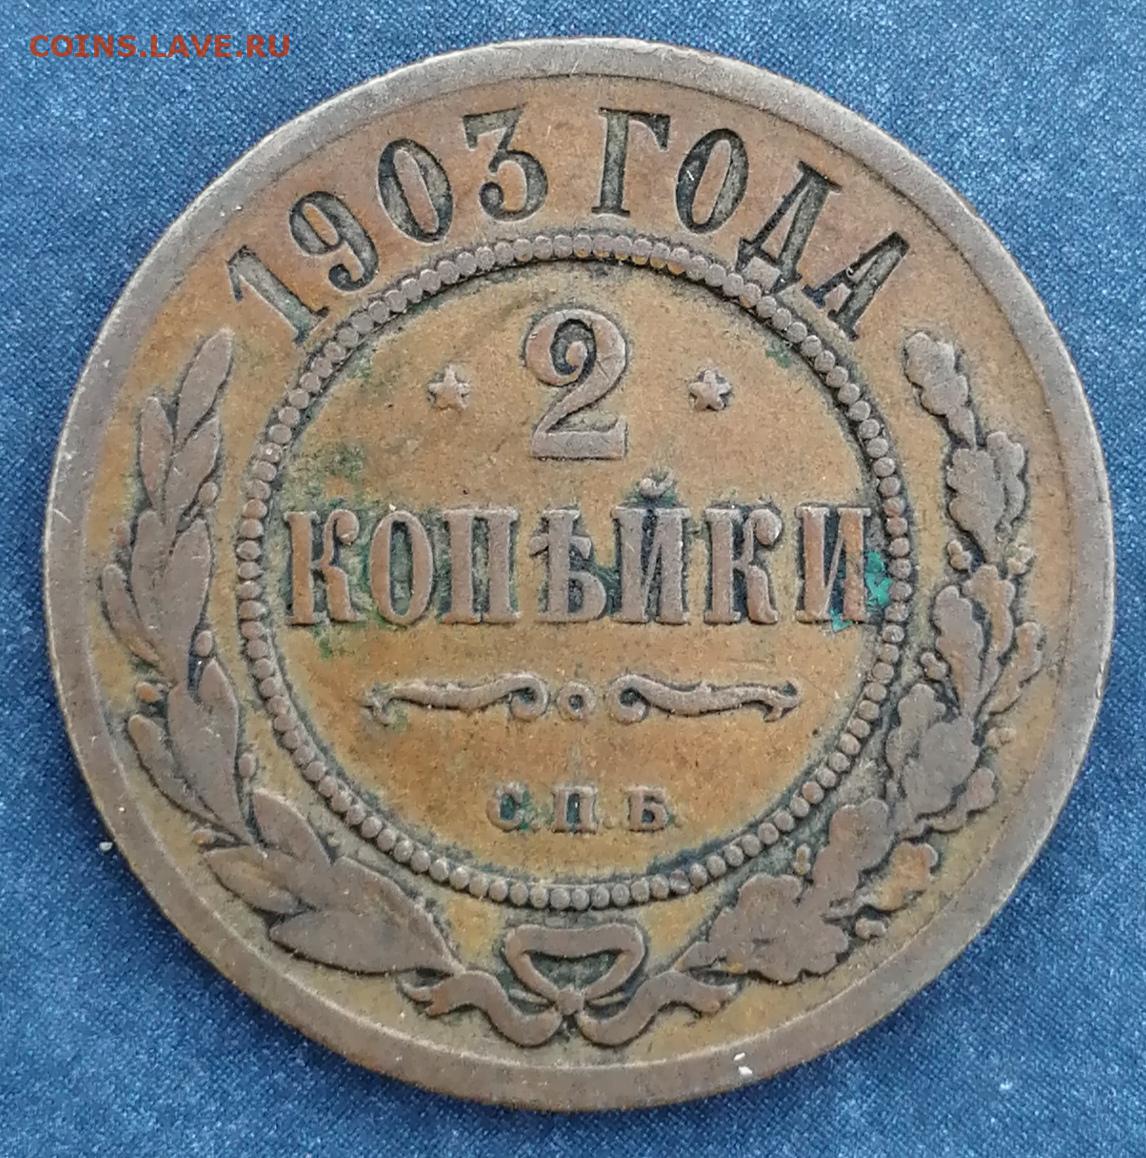 COINS.LAVE.RU
1903 ГОДА
2
КОПѢЙКИ
С.П.Б.